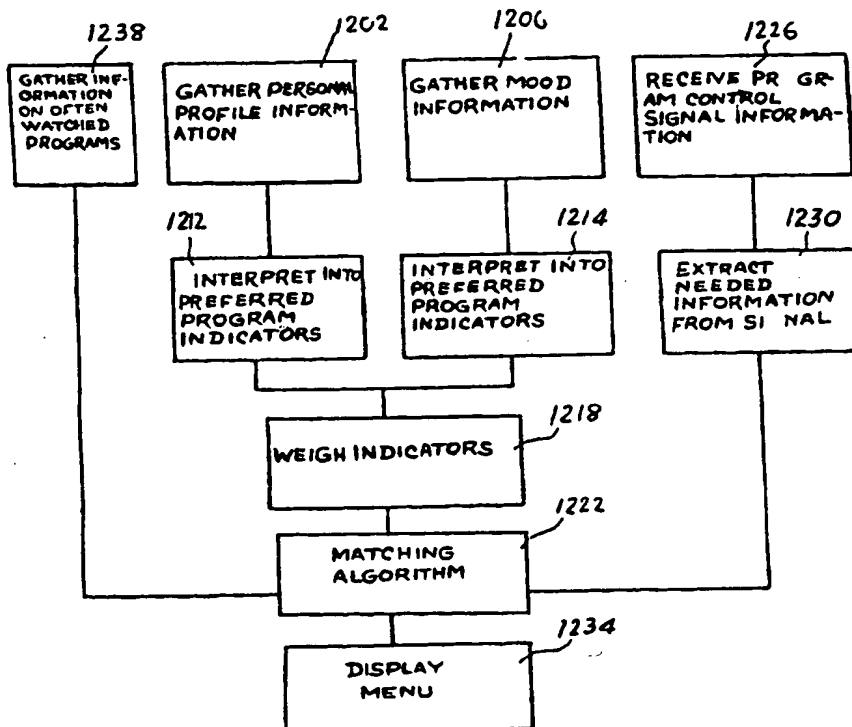 1238
GATHER INF-
ORMATION
ON OFTEN
WATCHED
PROGRAMS
1202
GATHER PERSONAL
PROFILE INFORM-
ATION
1206
GATHER MOOD
INFORMATION
1226
RECEIVE PR GR-
AM CONTROL
SIGNAL INFORMA-
TION
1212
INTERPRET INTO
PREFERRED
PROGRAM
INDICATORS
1214
INTERPRET INTO
PREFERRED
PROGRAM
INDICATORS
1230
EXTRACT
NEEDED
INFORMATION
FROM SI NAL
1218
WEIGH INDICATORS
1222
MATCHING
ALGORITHM
1234
DISPLAY
MENU